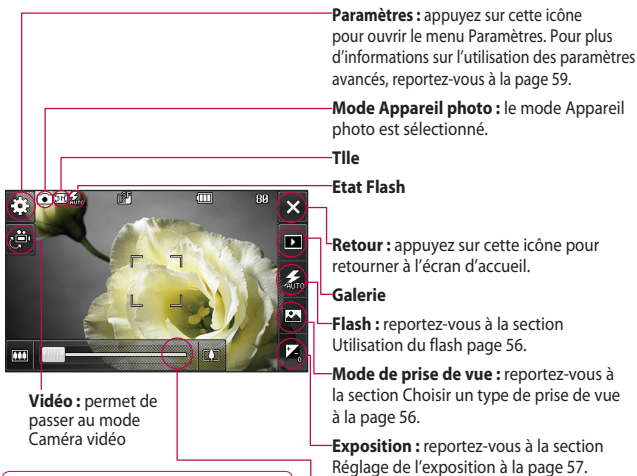 Paramètres : appuyez sur cette icône
pour ouvrir le menu Paramètres. Pour plus
d’informations sur l’utilisation des paramètres
avancés, reportez-vous à la page 59.
Mode Appareil photo : le mode Appareil
photo est sélectionné.
Tlle
Etat Flash
AUTO
80
Retour : appuyez sur cette icône pour
retourner à l’écran d’accueil.
Galerie
AUTO
Flash : reportez-vous à la section
Utilisation du flash page 56.
Mode de prise de vue : reportez-vous à
la section Choisir un type de prise de vue
à la page 56.
0
Exposition : reportez-vous à la section
Réglage de l’exposition à la page 57.
Vidéo : permet de
passer au mode
Caméra vidéo